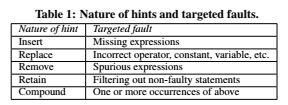 Table 1: Nature of hints and targeted faults.
Nature of hint Targeted fault
Insert Missing expressions
Replace Incorrect operator, constant, variable, etc.
Remove Spurious expressions
Retain Filtering out non-faulty statements
Compound One or more occurrences of above